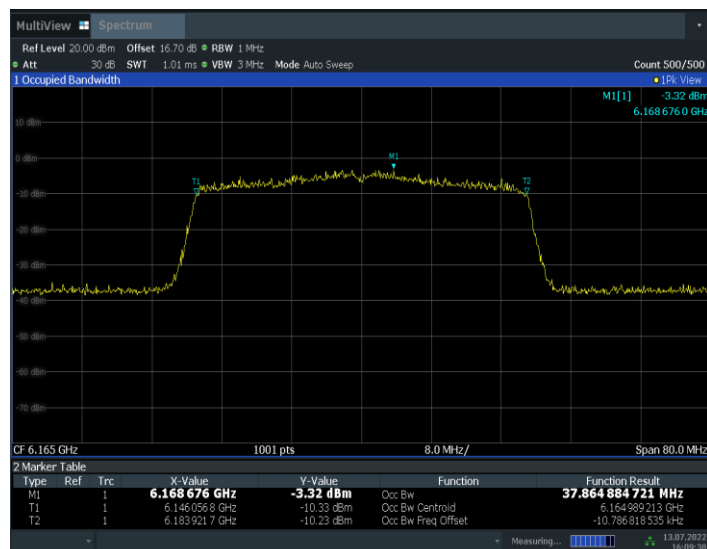 MultiView Spectrum
Ref Level 20.00 dBm Offset 16.70 dB RBW 1 MHz
Att 30 dB SWT 1.01 ms VBW 3 MHz Mode Auto Sweep Count 500/500
1 Occupied Bandwidth 1Pk View
M1[1] -3.32 dBm
6.168 676 0 GHz
10 dBm
0 dBm
M1
T1
T2
-10 dBm
-20 dBm
-30 dBm
-40 dBm
-50 dBm
-60 dBm
-70 dBm
CF 6.165 GHz 1001 pts 8.0 MHz/ Span 80.0 MHz
2 Marker Table
Type Ref Trc X-Value Y-Value Function Function Result
M1 1 6.168 676 GHz -3.32 dBm Occ Bw 37.864 884 721 MHz
T1 1 6.146 056 8 GHz -10.33 dBm Occ Bw Centroid 6.164 989 213 GHz
T2 1 6.183 921 7 GHz -10.23 dBm Occ Bw Freq Offset -10.786 818 535 kHz
Measuring... 13.07.2022
16:09:38